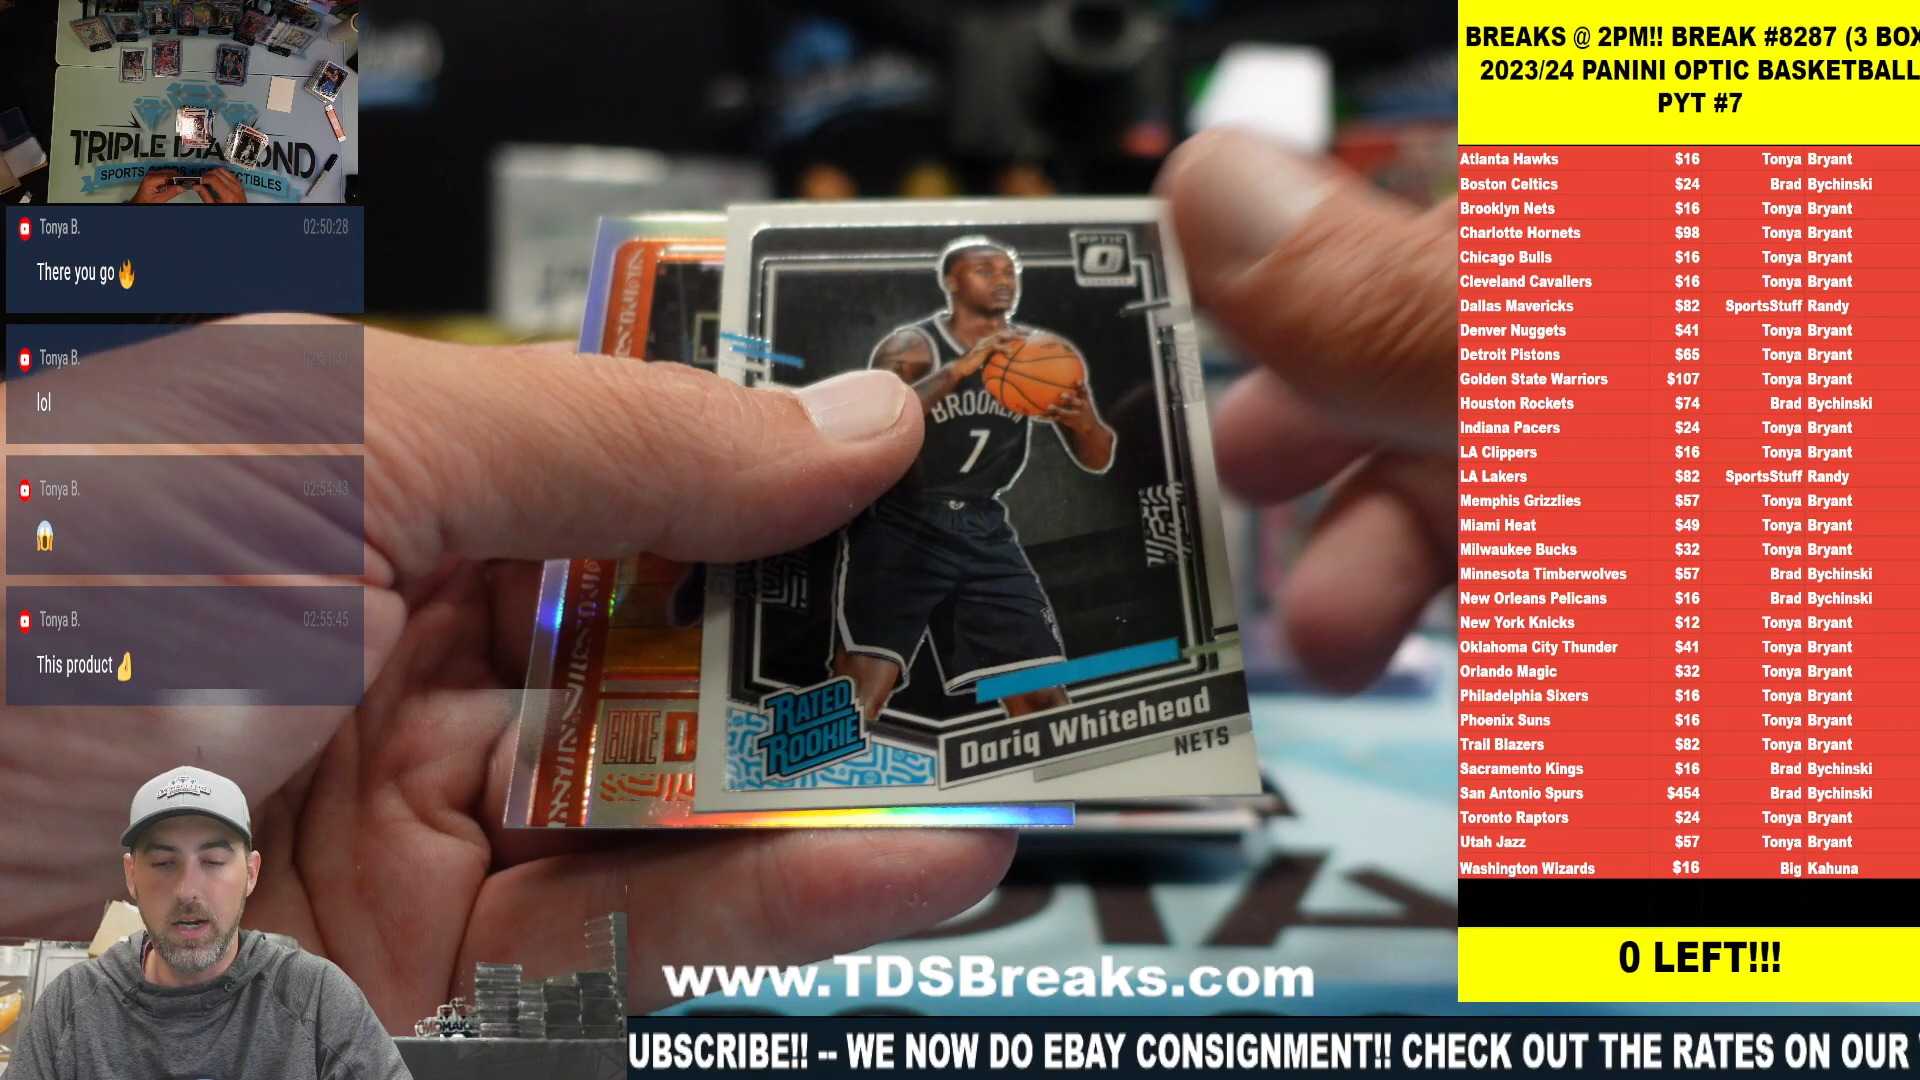 TRIPLE DIAMOND
SPORTS CARDS + COLLECTIBLES
Tonya B. 02:50:28
There you go🔥
Tonya B. 02:51:37
lol
Tonya B. 02:54:43
😱
Tonya B. 02:55:45
This product
OPTIC
BROOKLYN
7
RATED
ROOKIE
Dariq Whitehead
NETS
ELITE
www.TDSBreaks.com
UBSCRIBE!! -- WE NOW DO EBAY CONSIGNMENT!! CHECK OUT THE RATES ON OUR
BREAKS @ 2PM!! BREAK #8287 (3 BOX
2023/24 PANINI OPTIC BASKETBALL
PYT #7
Atlanta Hawks $16 Tonya Bryant
Boston Celtics $24 Brad Bychinski
Brooklyn Nets $16 Tonya Bryant
Charlotte Hornets $98 Tonya Bryant
Chicago Bulls $16 Tonya Bryant
Cleveland Cavaliers $16 Tonya Bryant
Dallas Mavericks $82 SportsStuff Randy
Denver Nuggets $41 Tonya Bryant
Detroit Pistons $65 Tonya Bryant
Golden State Warriors $107 Tonya Bryant
Houston Rockets $74 Brad Bychinski
Indiana Pacers $24 Tonya Bryant
LA Clippers $16 Tonya Bryant
LA Lakers $82 SportsStuff Randy
Memphis Grizzlies $57 Tonya Bryant
Miami Heat $49 Tonya Bryant
Milwaukee Bucks $32 Tonya Bryant
Minnesota Timberwolves $57 Brad Bychinski
New Orleans Pelicans $16 Brad Bychinski
New York Knicks $12 Tonya Bryant
Oklahoma City Thunder $41 Tonya Bryant
Orlando Magic $32 Tonya Bryant
Philadelphia Sixers $16 Tonya Bryant
Phoenix Suns $16 Tonya Bryant
Trail Blazers $82 Tonya Bryant
Sacramento Kings $16 Brad Bychinski
San Antonio Spurs $454 Brad Bychinski
Toronto Raptors $24 Tonya Bryant
Utah Jazz $57 Tonya Bryant
Washington Wizards $16 Big Kahuna
0 LEFT!!!